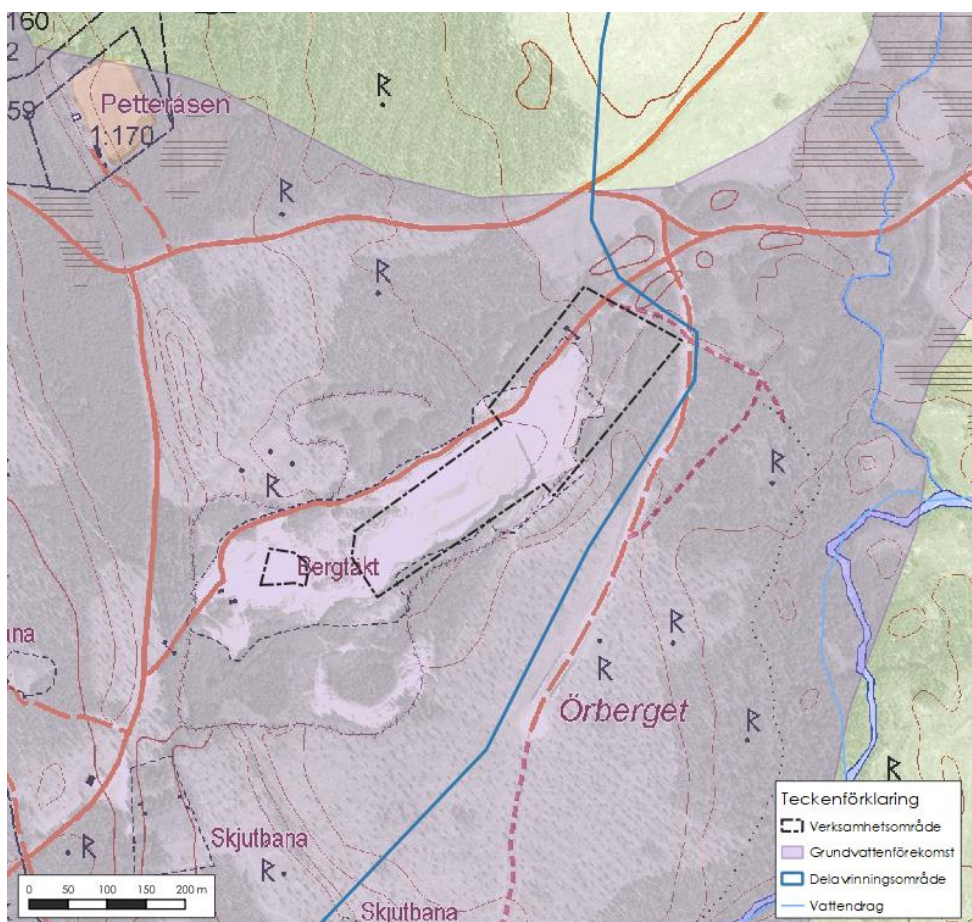 160
2
59
Petteråsen
1:170
R
R
R
R
Bergtäkt
R
ana
R
R
Örberget
R
R
R
Skjutbana
R
Skjutbana
Teckenförklaring
Verksamhetsområde
Grundvattenförekomst
Delavrinningsområde
Vattendrag
0 50 100 150 200 m